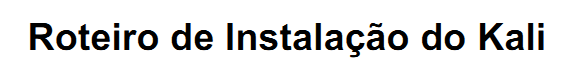 Roteiro de Instalação do Kali